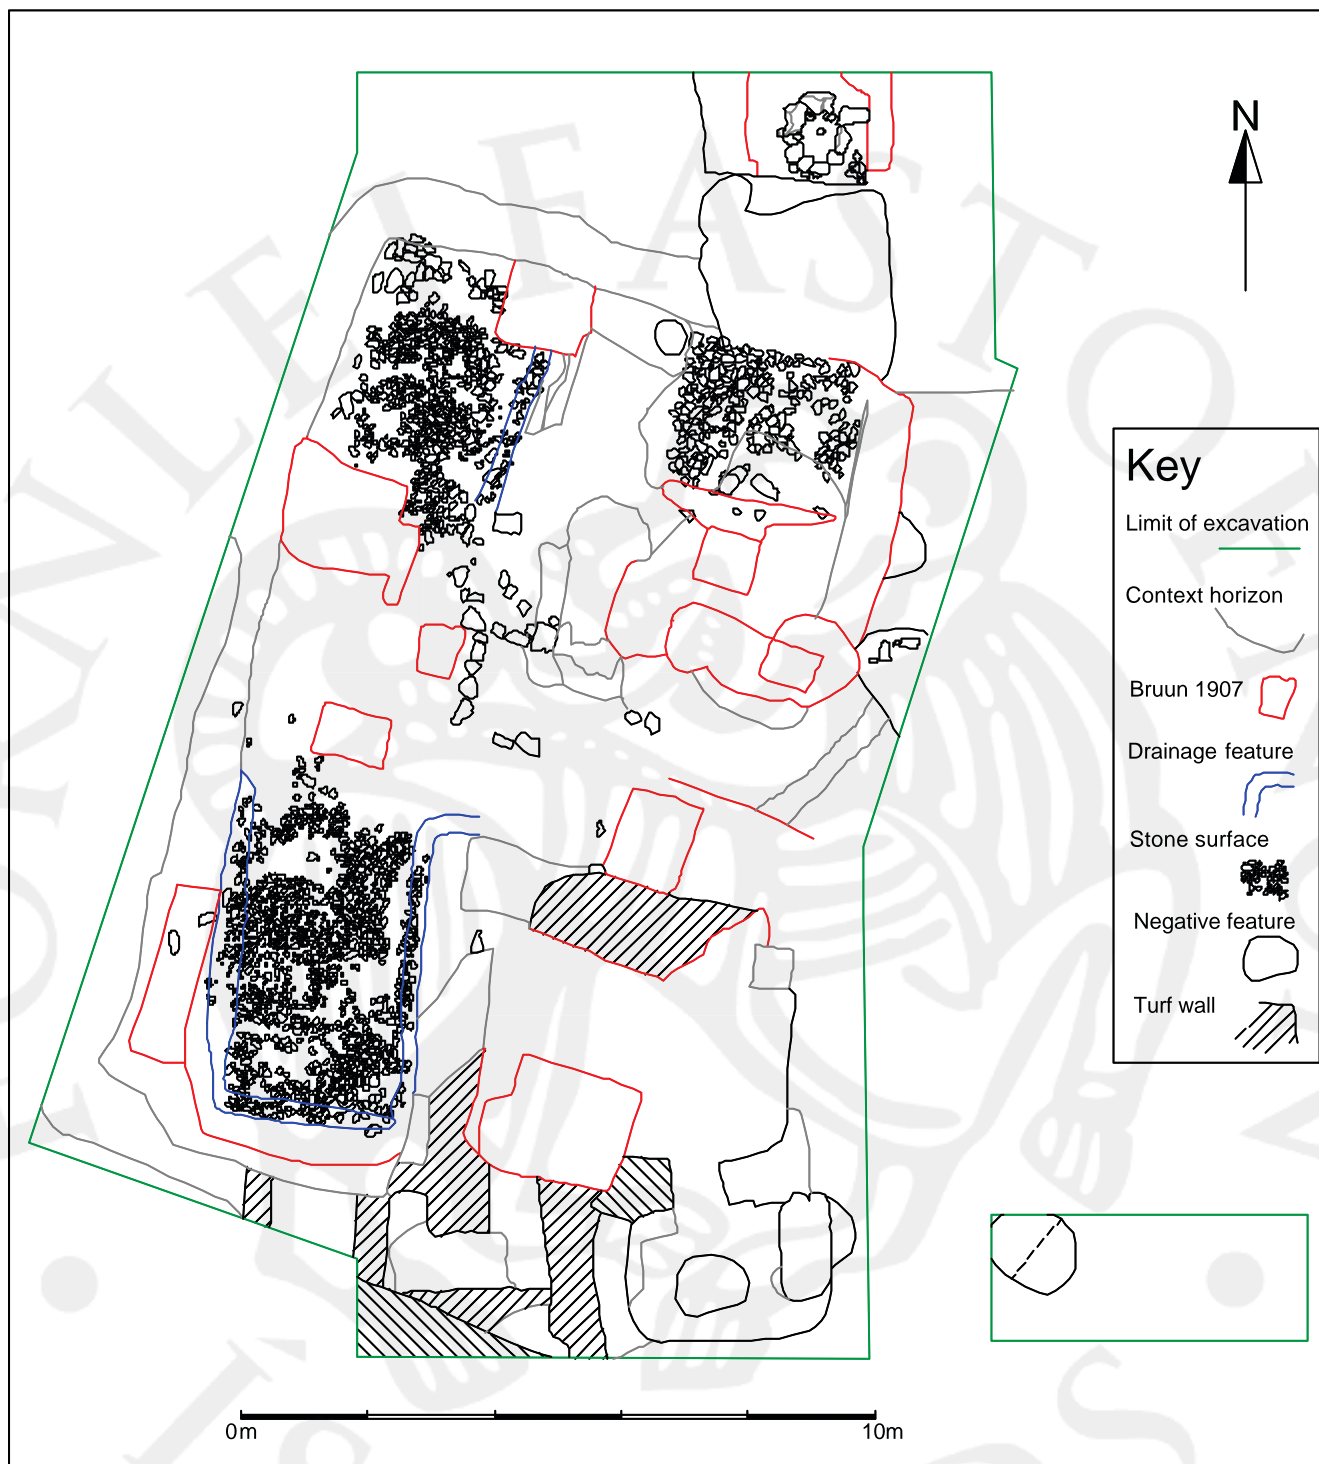 N
Key
Limit of excavation
Context horizon
Bruun 1907
Drainage feature
Stone surface
Negative feature
Turf wall
0m
10m